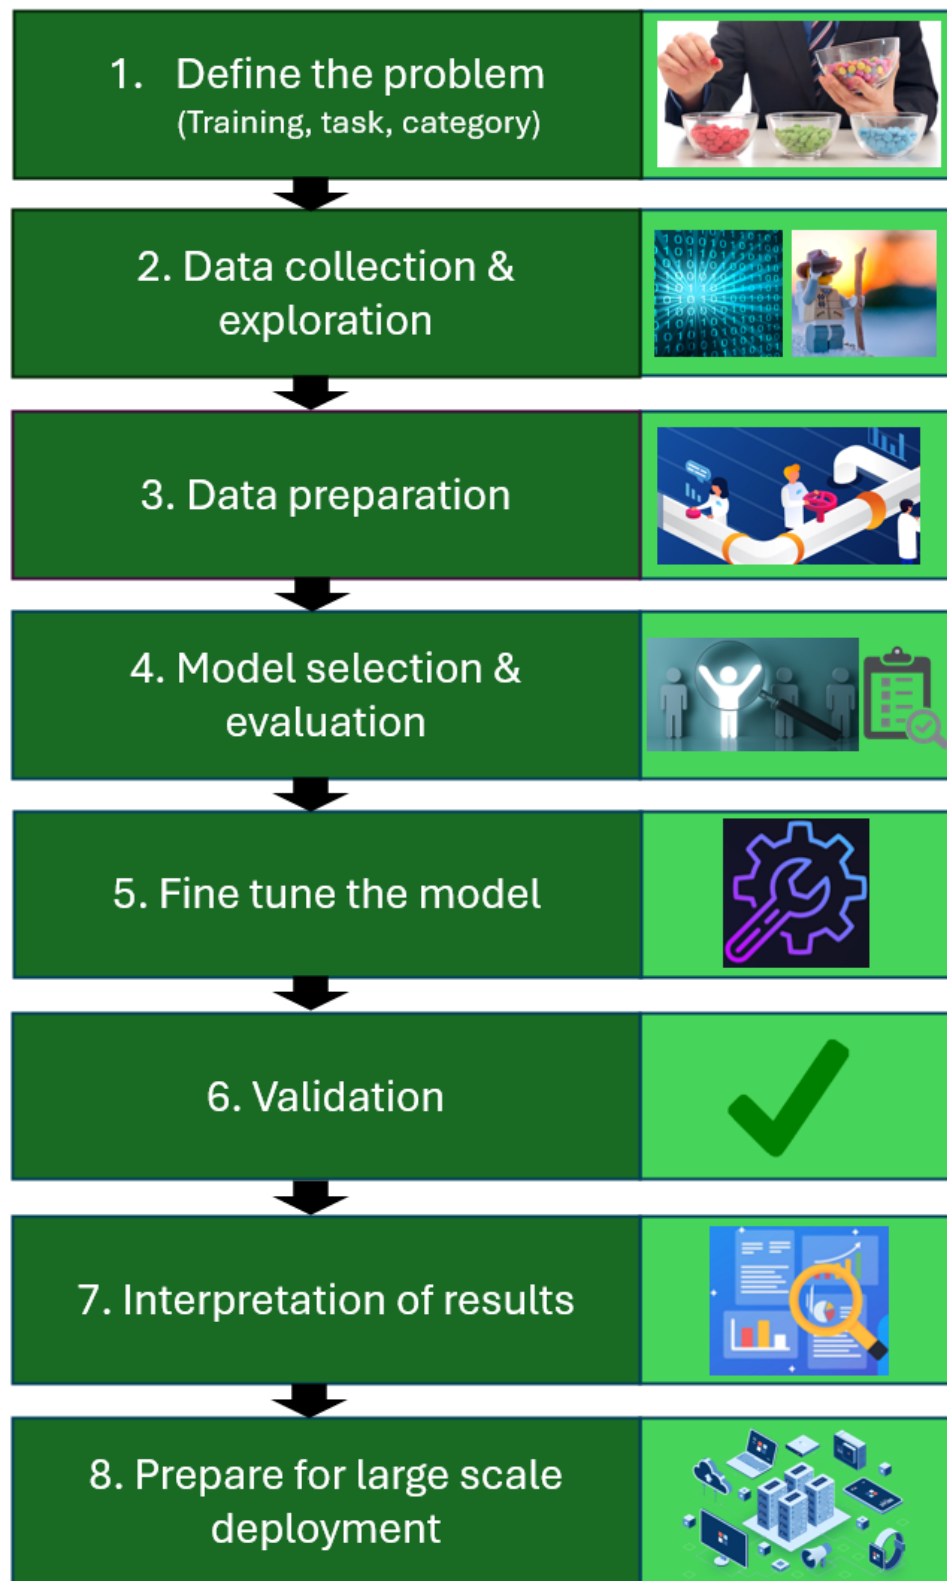 1. Define the problem
(Training, task, category)
2. Data collection &
exploration
3. Data preparation
4. Model selection &
evaluation
5. Fine tune the model
6. Validation
7. Interpretation of results
8. Prepare for large scale
deployment